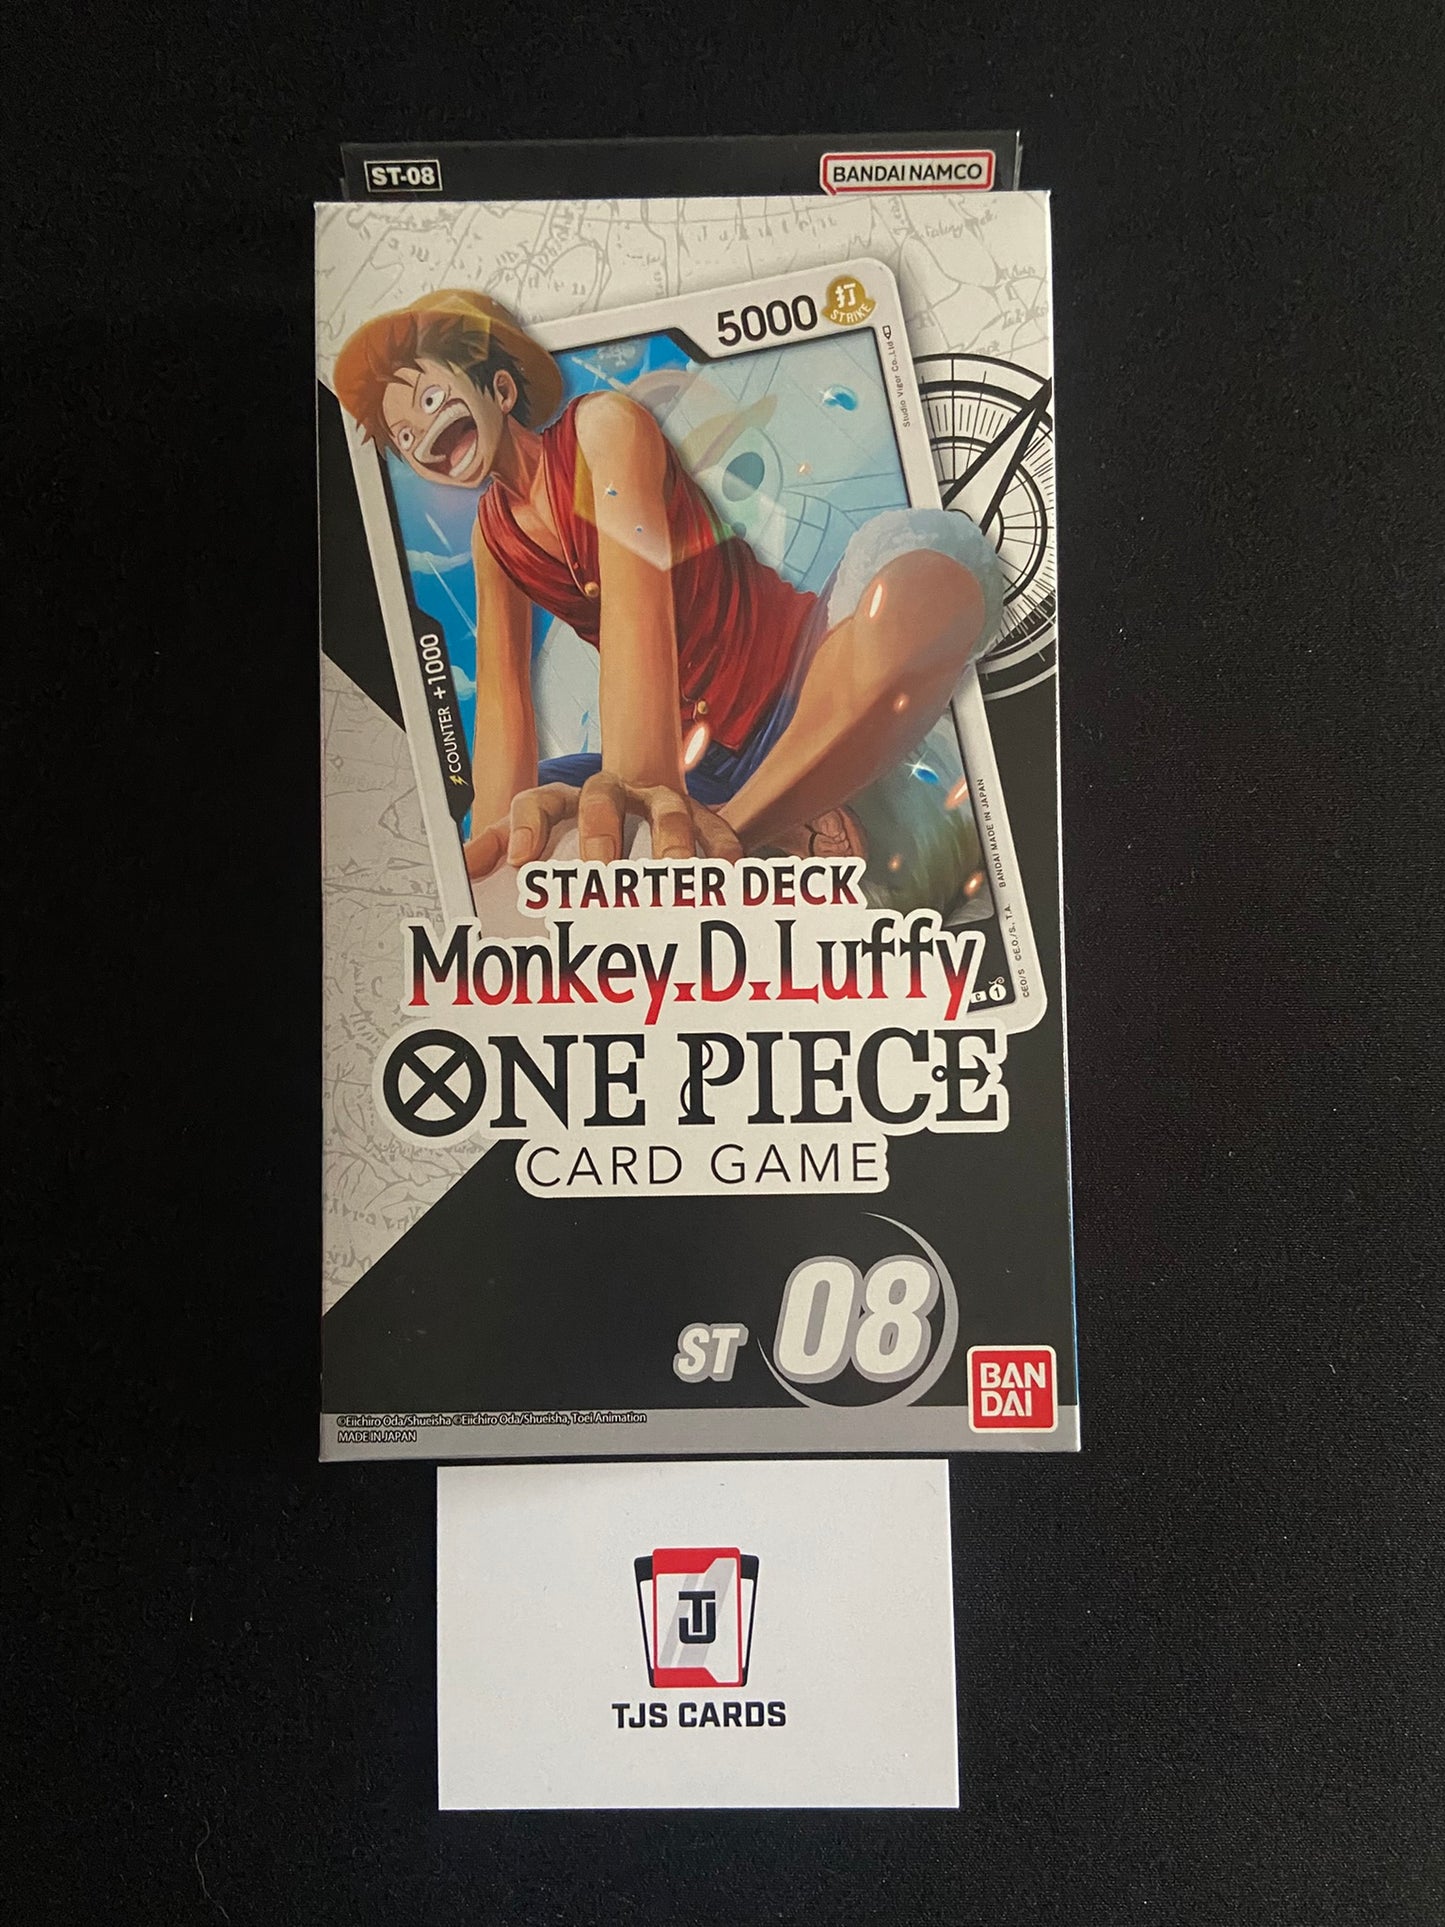 ST-08
BANDAI NAMCO
5000
打
STRIKE
Studio Vigor Co.,Ltd
COUNTER +1000
BANDAI MADE IN JAPAN
©E.O./S. ©E.O./S., T.A.
STARTER DECK
Monkey.D.Luffy
C 1
ONE PIECE
CARD GAME
ST 08
BAN
DAI
©Eiichiro Oda/Shueisha ©Eiichiro Oda/Shueisha, Toei Animation
MADE IN JAPAN
TJ
TJS CARDS